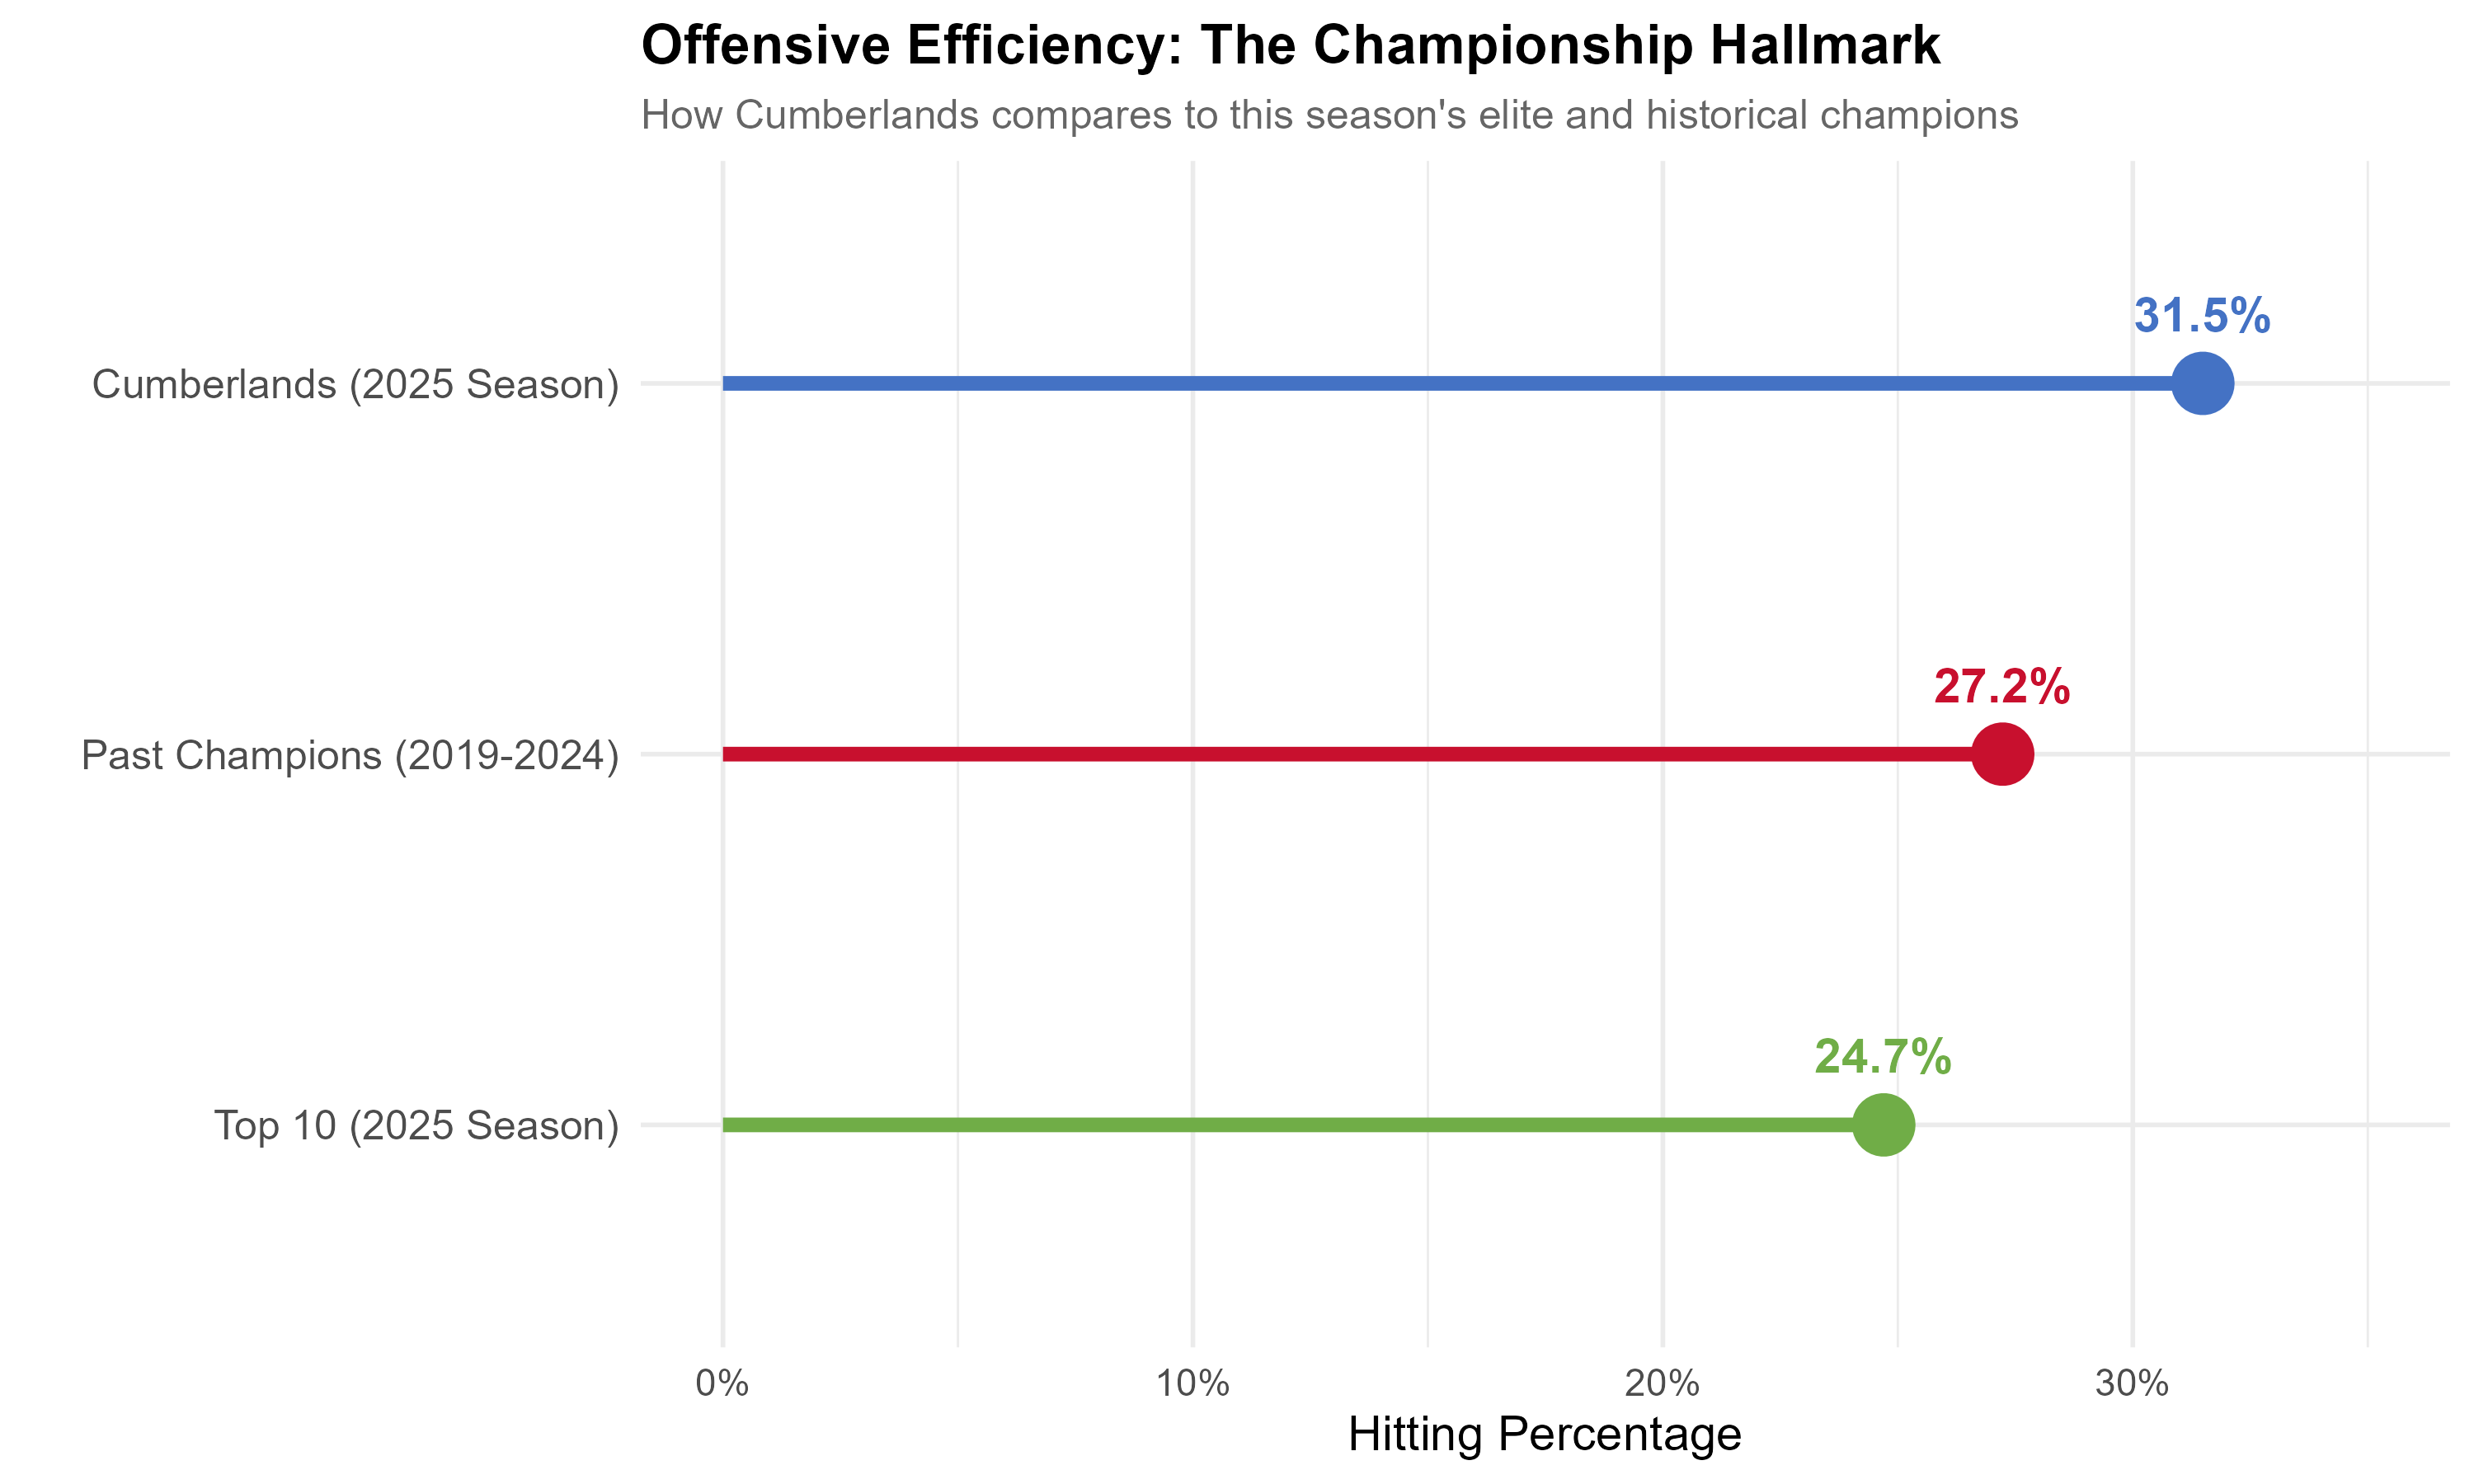 Offensive Efficiency: The Championship Hallmark
How Cumberlands compares to this season's elite and historical champions
31.5%
Cumberlands (2025 Season)
27.2%
Past Champions (2019-2024)
24.7%
Top 10 (2025 Season)
0% 10% 20% 30%
Hitting Percentage